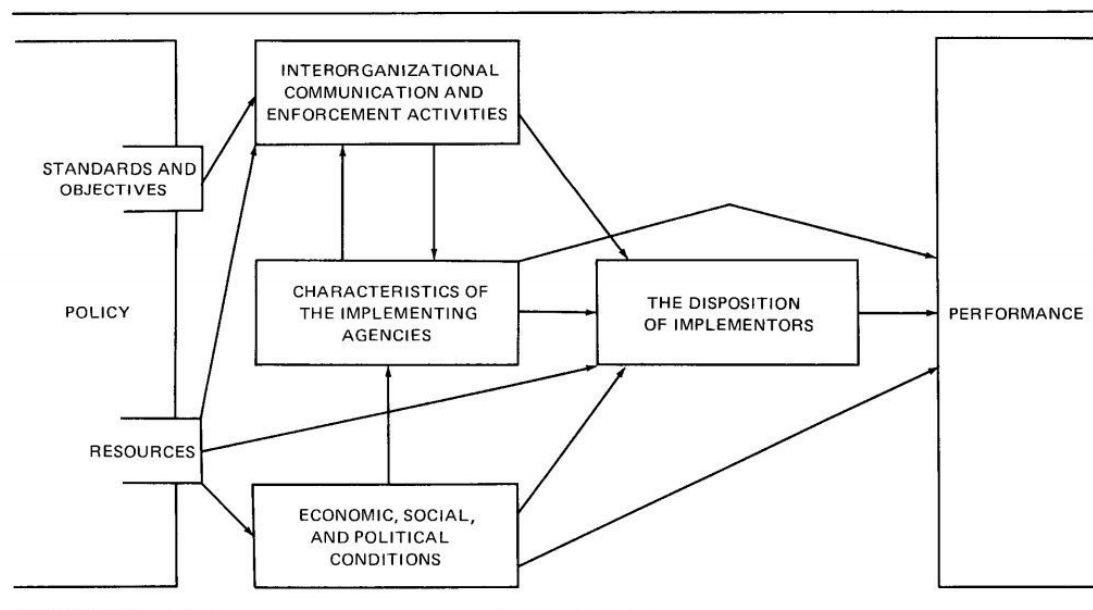 INTERORGANIZATIONAL
COMMUNICATION AND
ENFORCEMENT ACTIVITIES
STANDARDS AND
OBJECTIVES
POLICY
CHARACTERISTICS OF
THE IMPLEMENTING
AGENCIES
THE DISPOSITION
OF IMPLEMENTORS
PERFORMANCE
RESOURCES
ECONOMIC, SOCIAL,
AND POLITICAL
CONDITIONS